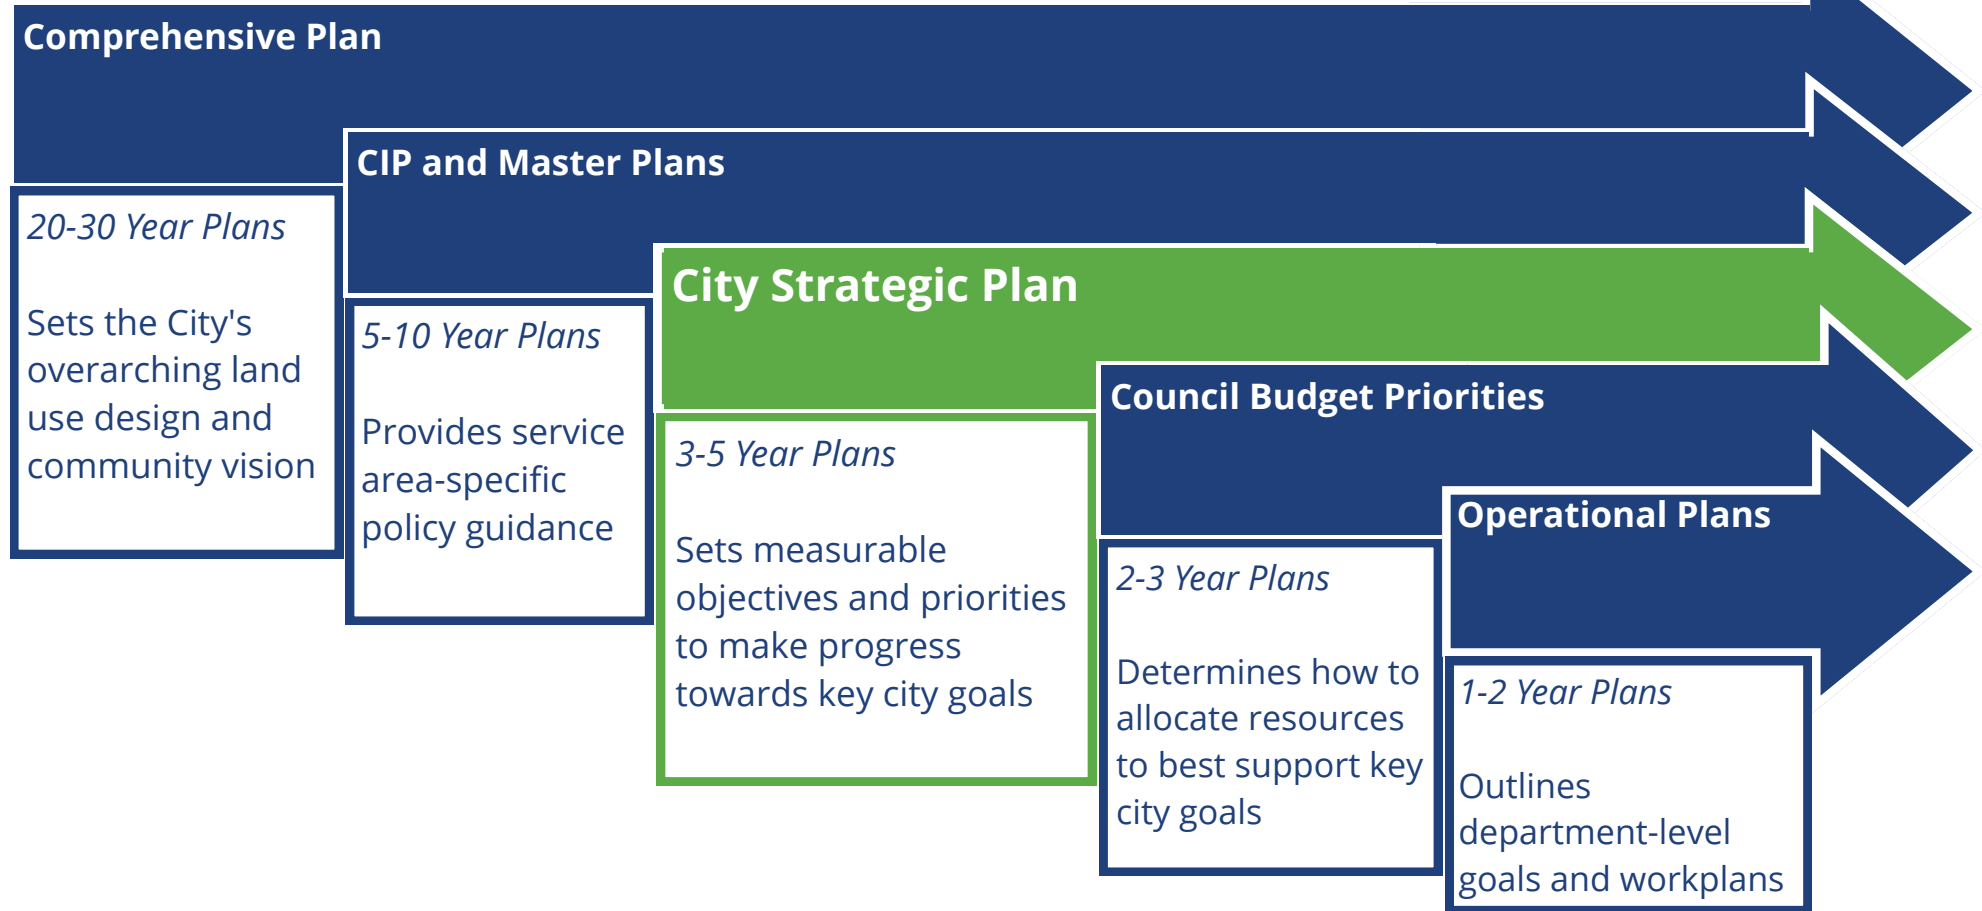 Comprehensive Plan
20-30 Year Plans
Sets the City's
overarching land
use design and
community vision
CIP and Master Plans
5-10 Year Plans
Provides service
area-specific
policy guidance
City Strategic Plan
3-5 Year Plans
Sets measurable
objectives and priorities
to make progress
towards key city goals
Council Budget Priorities
2-3 Year Plans
Determines how to
allocate resources
to best support key
city goals
Operational Plans
1-2 Year Plans
Outlines
department-level
goals and workplans